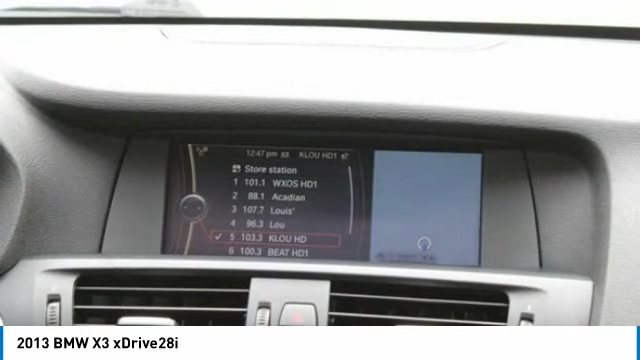 12:47 pm KLOU HD1
Store station
1 101.1 WXOS HD1
2 88.1 Acadian
3 107.7 Louis'
4 96.3 Lou
5 103.3 KLOU HD
6 100.3 BEAT HD1
2013 BMW X3 xDrive28i